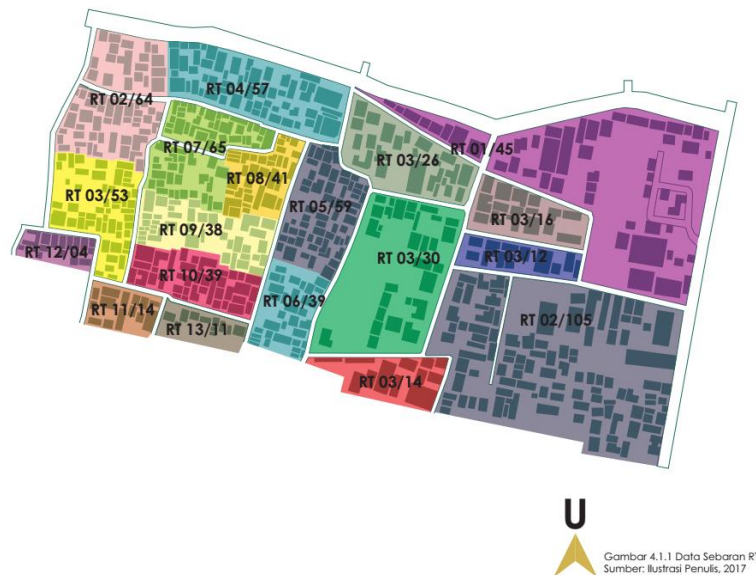 RT 04/57
RT 02/64
RT 07/65
RT 01/45
RT 03/26
RT 08/41
RT 03/53
RT 05/59
RT 03/16
RT 09/38
RT 12/04
RT 03/30
RT 03/12
RT 10/39
RT 06/39
RT 11/14
RT 02/105
RT 13/11
RT 03/14
U
Gambar 4.1.1 Data Sebaran RT
Sumber: Ilustrasi Penulis, 2017